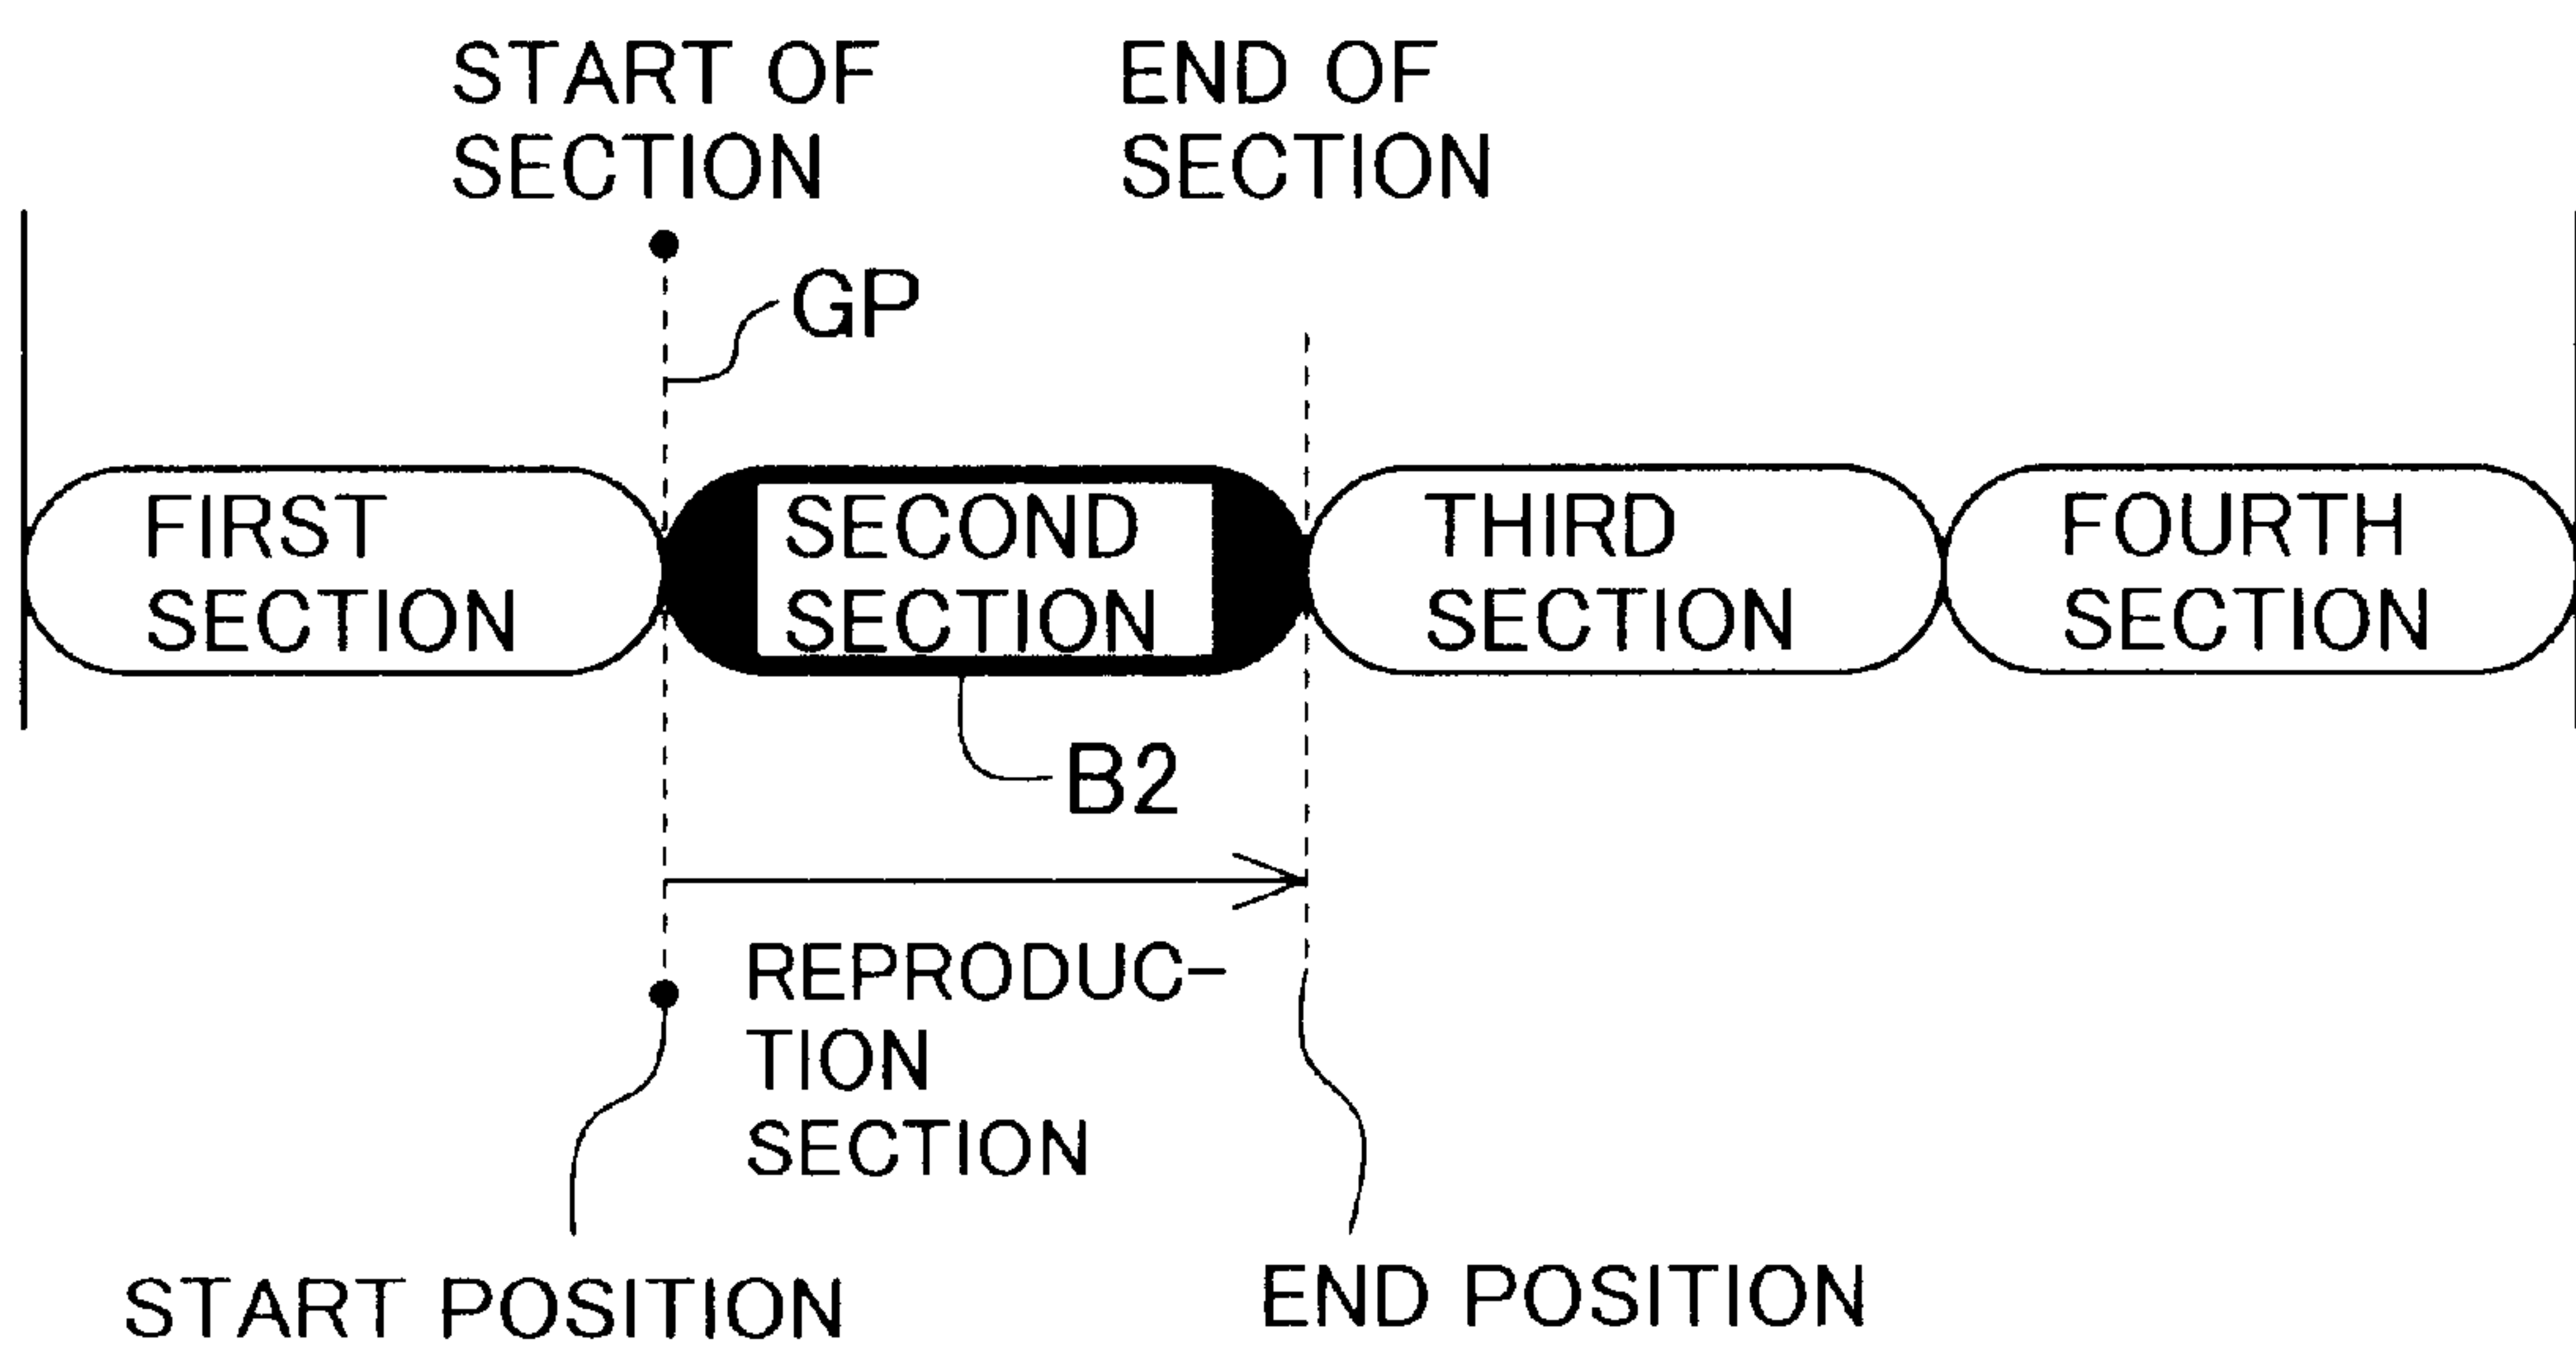 START OF
SECTION
END OF
SECTION
GP
FIRST
SECTION
SECOND
SECTION
THIRD
SECTION
FOURTH
SECTION
B2
REPRODUC-
TION
SECTION
START POSITION
END POSITION